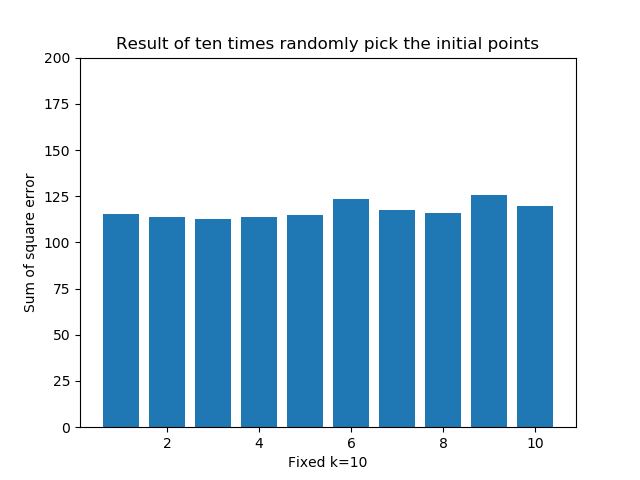 Result of ten times randomly pick the initial points
200
175
150
125
100
75
50
25
0
Sum of square error
2 4 6 8 10
Fixed k=10